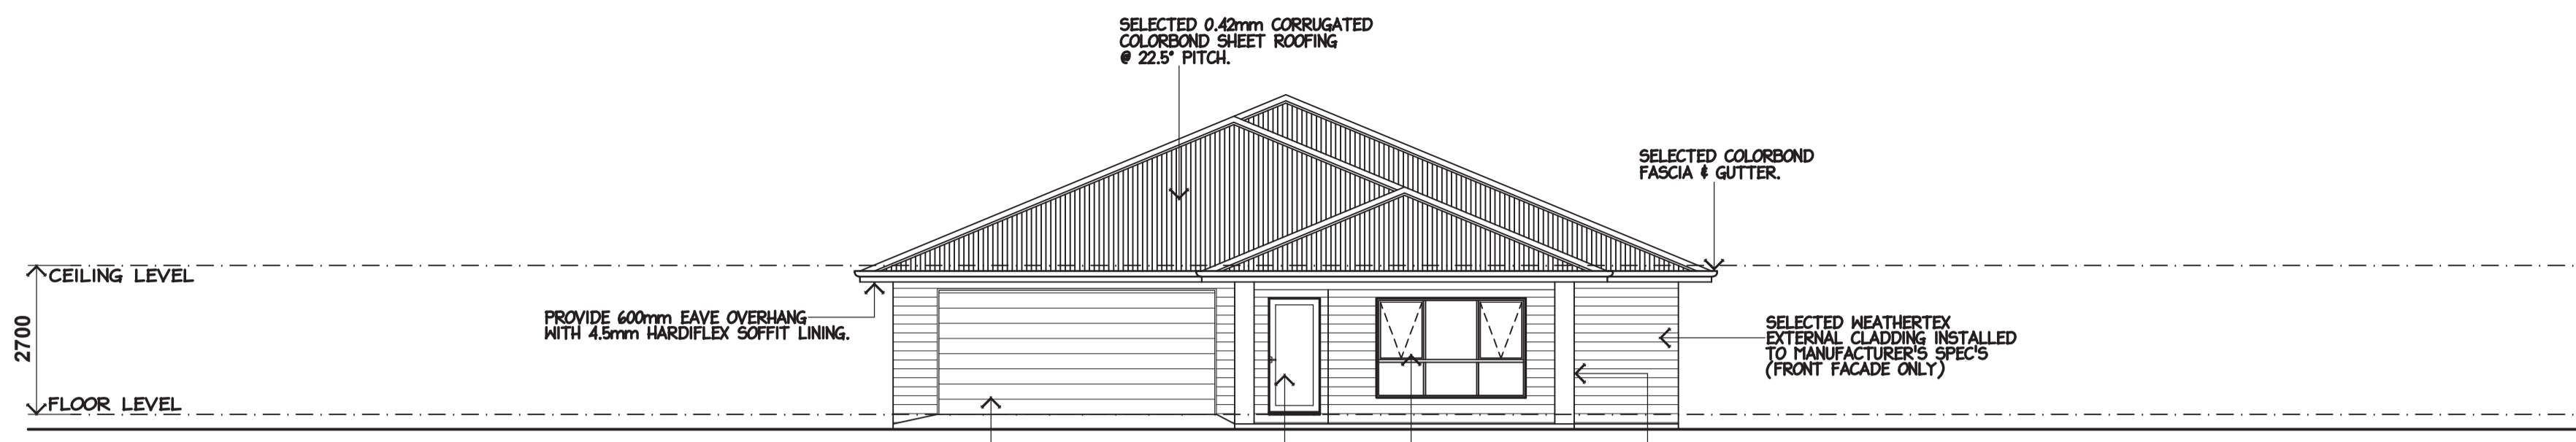 SELECTED 0.42mm CORRUGATED
COLORBOND SHEET ROOFING
@ 22.5° PITCH.
SELECTED COLORBOND
FASCIA & GUTTER.
CEILING LEVEL
PROVIDE 600mm EAVE OVERHANG
WITH 4.5mm HARDIFLEX SOFFIT LINING.
2700
SELECTED WEATHERTEX
EXTERNAL CLADDING INSTALLED
TO MANUFACTURER'S SPEC'S
(FRONT FACADE ONLY)
FLOOR LEVEL